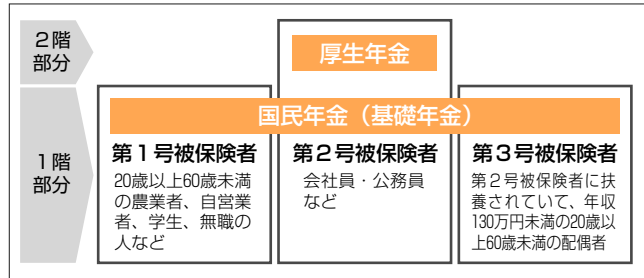 2階
部分
厚生年金
国民年金（基礎年金）
1階
部分
第1号被保険者
20歳以上60歳未満
の農業者、自営業
者、学生、無職の
人など
第2号被保険者
会社員・公務員
など
第3号被保険者
第2号被保険者に扶
養されていて、年収
130万円未満の20歳以
上60歳未満の配偶者